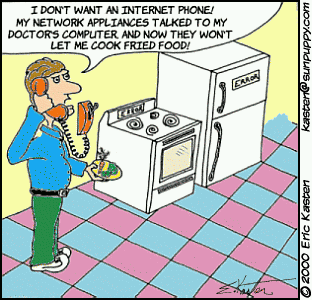 I DON'T WANT AN INTERNET PHONE!
MY NETWORK APPLIANCES TALKED TO MY
DOCTOR'S COMPUTER, AND NOW THEY WON'T
LET ME COOK FRIED FOOD!
ERROR
ERROR
E. Kasten
kasten@sunpuppy.com
© 2000 Eric Kasten